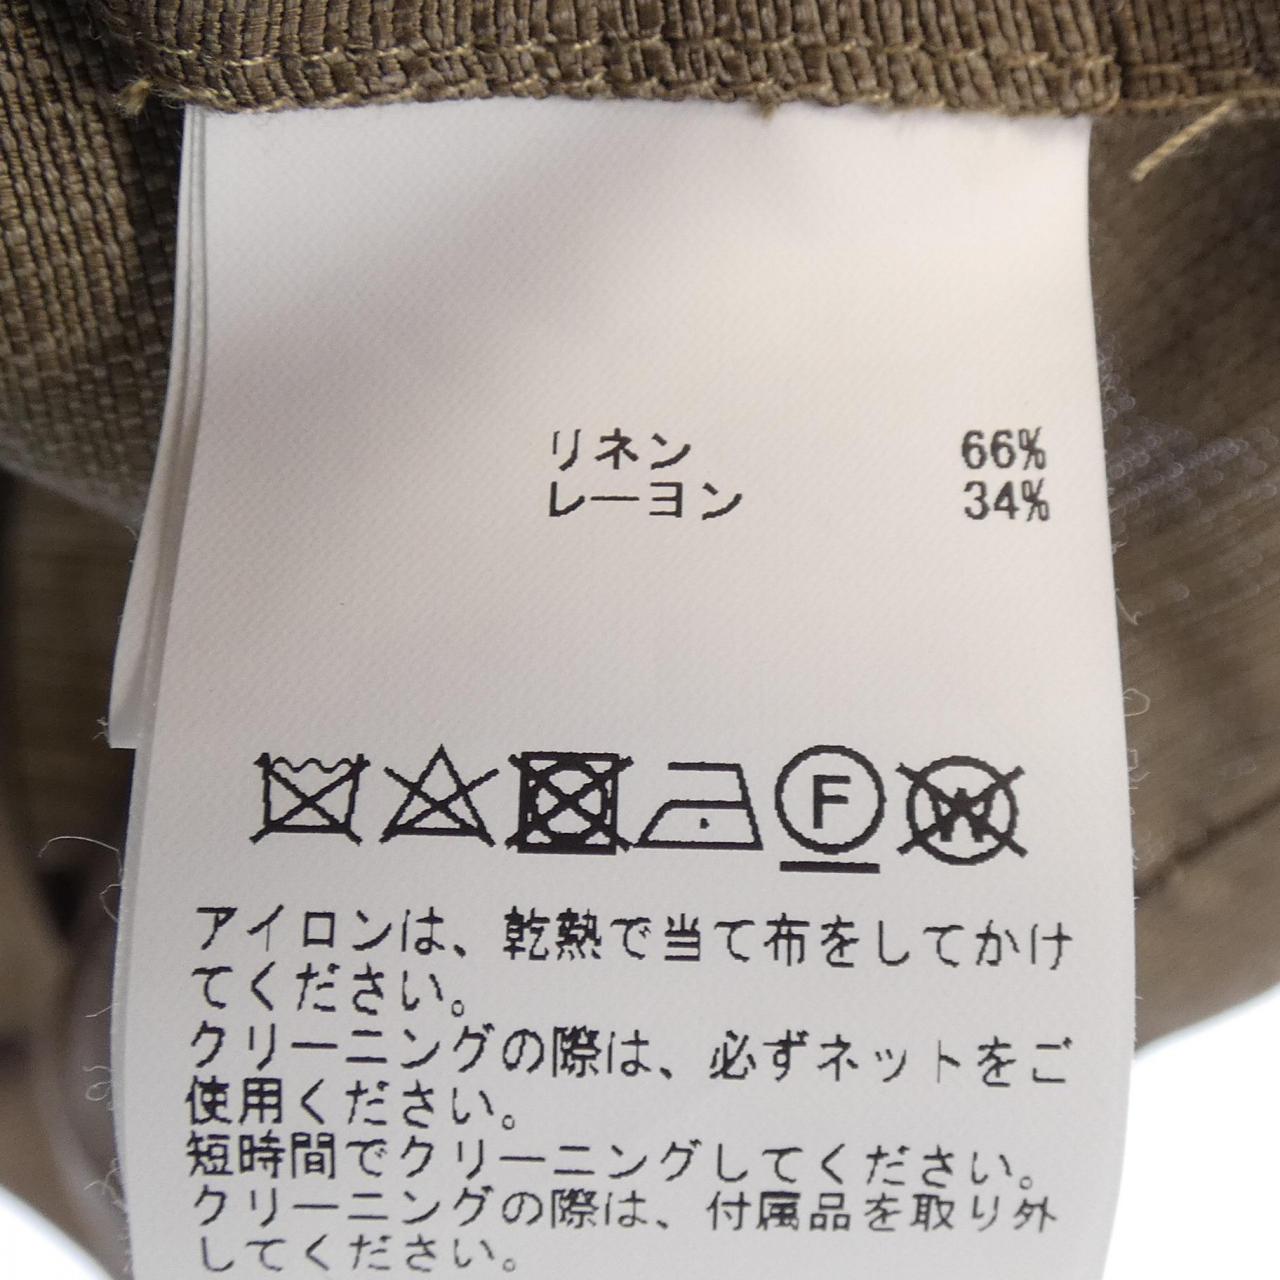 リネン 66%
レーヨン 34%
F W
アイロンは、乾熱で当て布をしてかけ
てください。
クリーニングの際は、必ずネットをご
使用ください。
短時間でクリーニングしてください。
クリーニングの際は、付属品を取り外
してください。